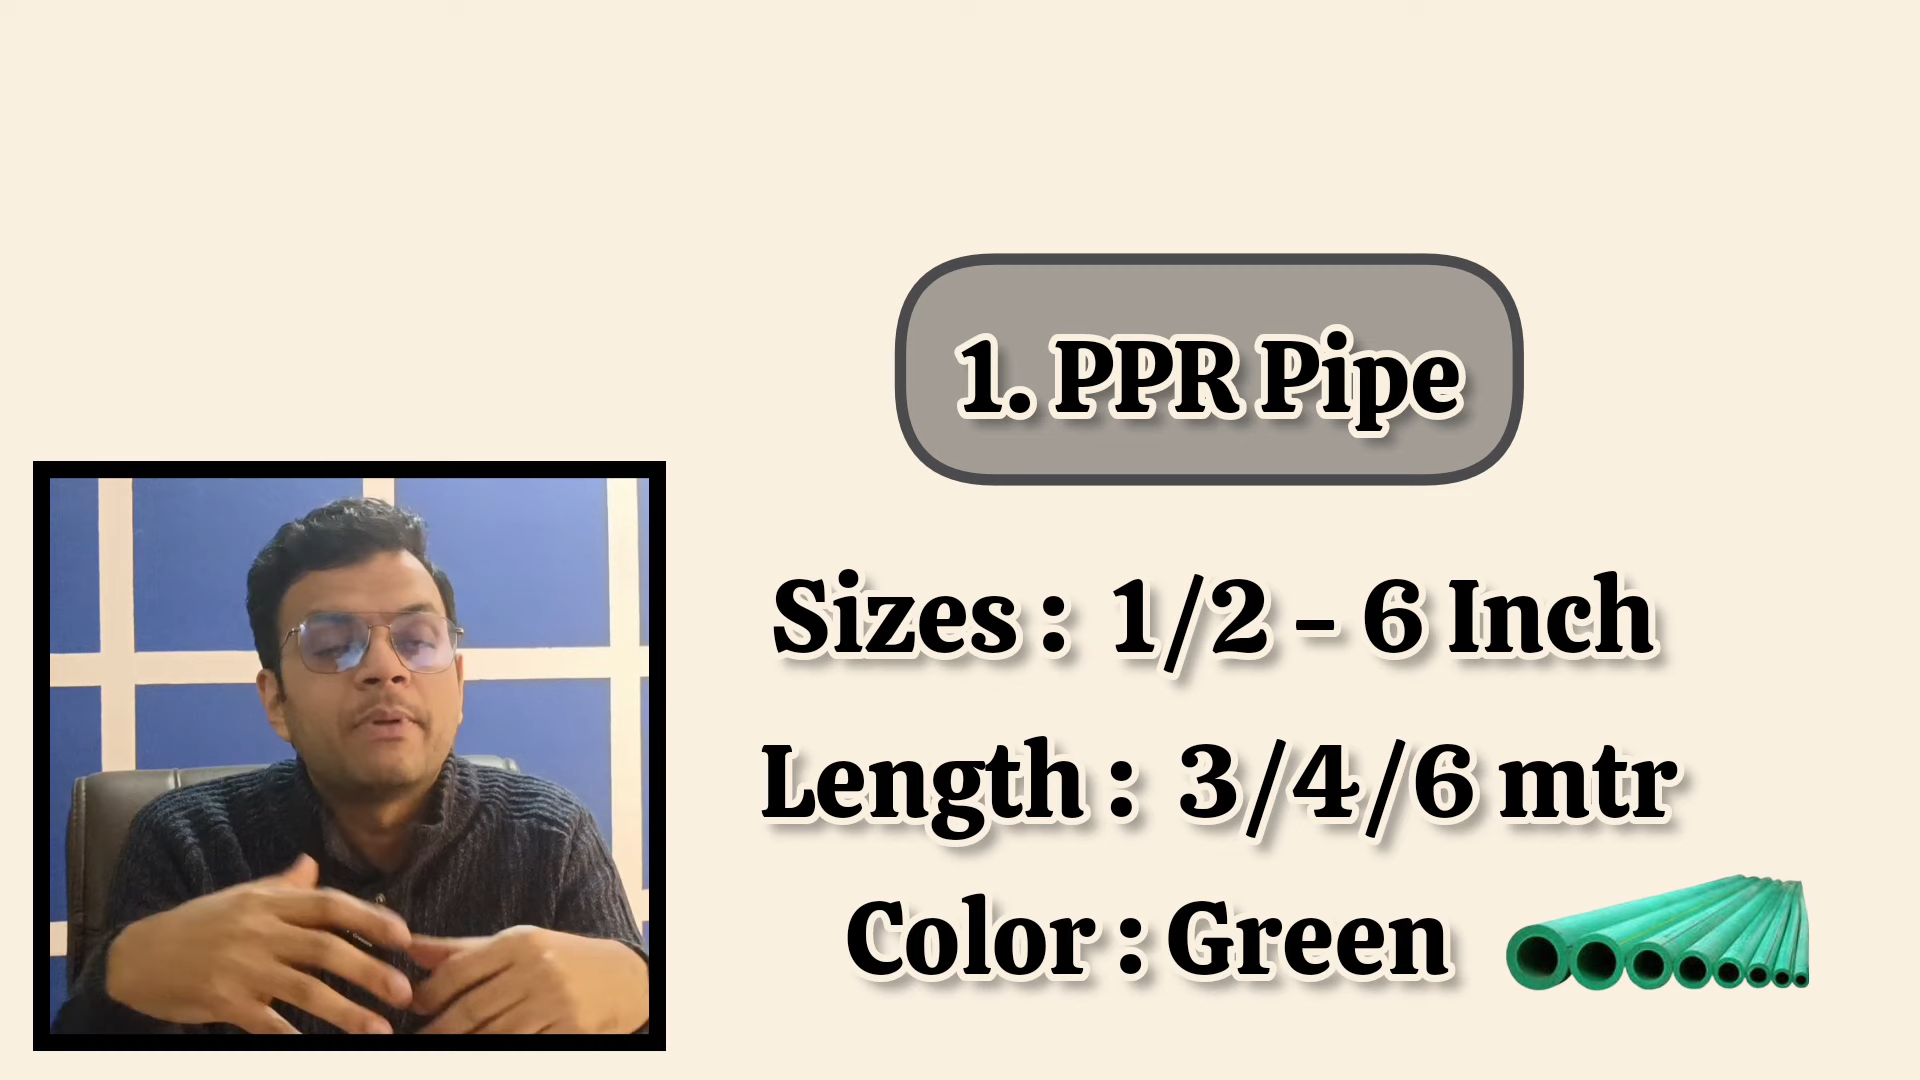 1. PPR Pipe
Sizes : 1/2 - 6 Inch
Length : 3/4/6 mtr
Color : Green